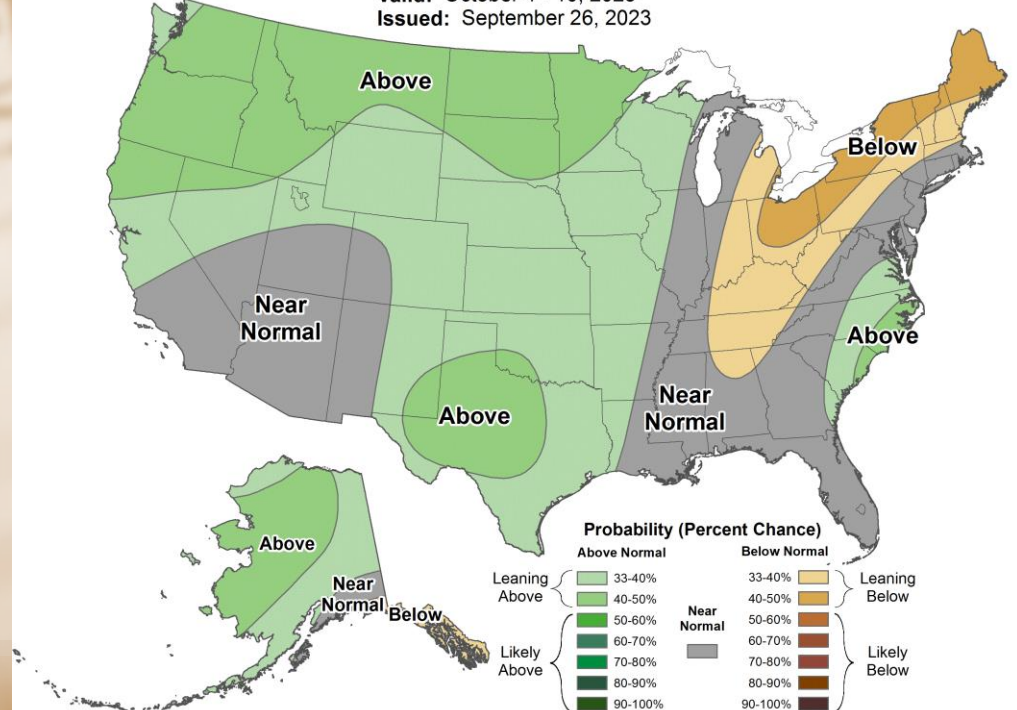 Issued: September 26, 2023
Above
Below
Near
Normal
Above
Above
Near
Normal
Above
Near
Normal
Below
Probability (Percent Chance)
Above Normal
Below Normal
Leaning
Above
33-40%
40-50%
50-60%
60-70%
70-80%
80-90%
90-100%
Likely
Above
Near
Normal
33-40%
40-50%
50-60%
60-70%
70-80%
80-90%
90-100%
Leaning
Below
Likely
Below